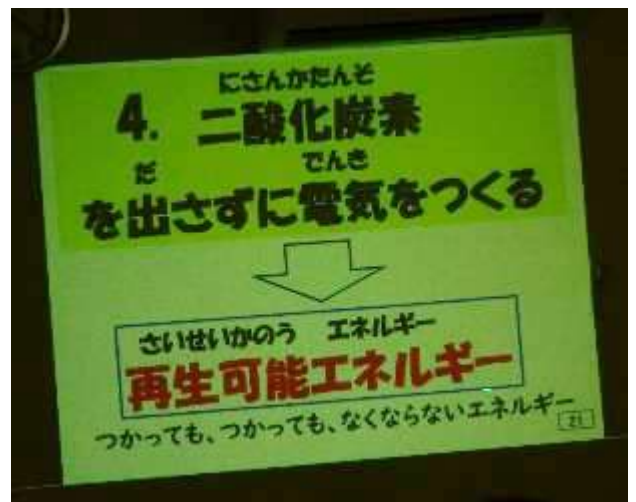 にさんかたんそ
4. 二酸化炭素
だ でんき
を出さずに電気をつくる
さいせいかのう エネルギー
再生可能エネルギー
つかっても、つかっても、なくならないエネルギー
21